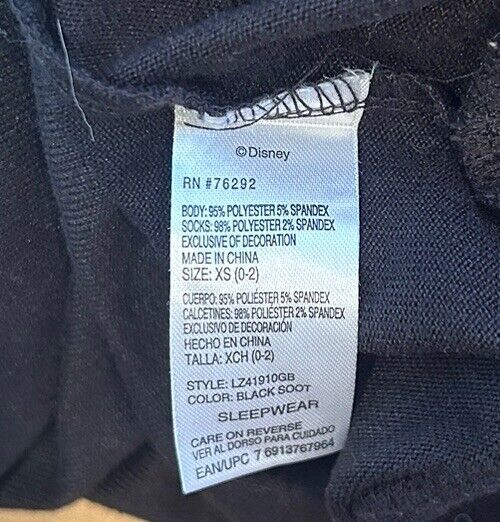 ©Disney
RN #76292
BODY: 95% POLYESTER 5% SPANDEX
SOCKS: 98% POLYESTER 2% SPANDEX
EXCLUSIVE OF DECORATION
MADE IN CHINA
SIZE: XS (0-2)
CUERPO: 95% POLIÉSTER 5% SPANDEX
CALCETINES: 98% POLIÉSTER 2% SPANDEX
EXCLUSIVO DE DECORACIÓN
HECHO EN CHINA
TALLA: XCH (0-2)
STYLE: LZ41910GB
COLOR: BLACK SOOT
SLEEPWEAR
CARE ON REVERSE
VER AL DORSO PARA CUIDADO
EAN/UPC 7 6913767964